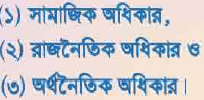 (১) সামাজিক অধিকার,
(২) রাজনৈতিক অধিকার ও
(৩) অর্থনৈতিক অধিকার।